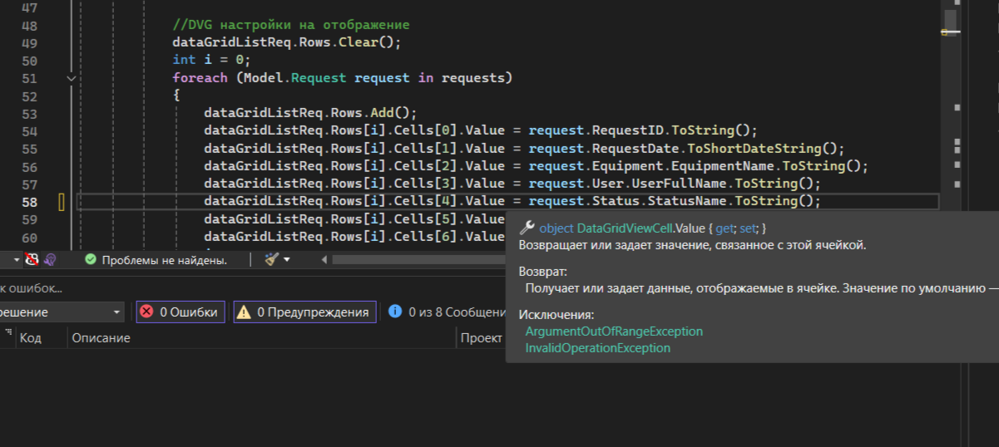 47
48 //DVG настройки на отображение
49 dataGridListReq.Rows.Clear();
50 int i = 0;
51 foreach (Model.Request request in requests)
52 {
53 dataGridListReq.Rows.Add();
54 dataGridListReq.Rows[i].Cells[0].Value = request.RequestID.ToString();
55 dataGridListReq.Rows[i].Cells[1].Value = request.RequestDate.ToShortDateString();
56 dataGridListReq.Rows[i].Cells[2].Value = request.Equipment.EquipmentName.ToString();
57 dataGridListReq.Rows[i].Cells[3].Value = request.User.UserFullName.ToString();
58 dataGridListReq.Rows[i].Cells[4].Value = request.Status.StatusName.ToString();
59 dataGridListReq.Rows[i].Cells[5].Value
60 dataGridListReq.Rows[i].Cells[6].Value
object DataGridViewCell.Value { get; set; }
Возвращает или задает значение, связанное с этой ячейкой.
Возврат:
Получает или задает данные, отображаемые в ячейке. Значение по умолчанию —
Исключения:
ArgumentOutOfRangeException
InvalidOperationException
Проблемы не найдены.
к ошибок...
решение 0 Ошибки 0 Предупреждения 0 из 8 Сообщени
Код Описание Проект